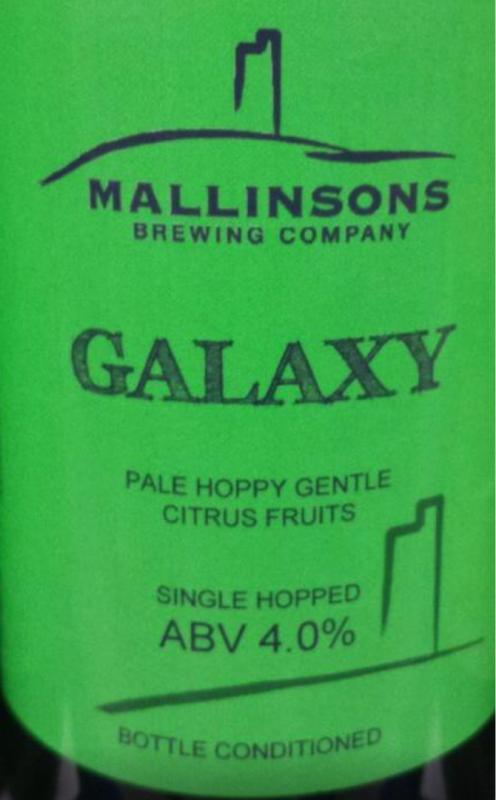 MALLINSONS
BREWING COMPANY
GALAXY
PALE HOPPY GENTLE
CITRUS FRUITS
SINGLE HOPPED
ABV 4.0%
BOTTLE CONDITIONED